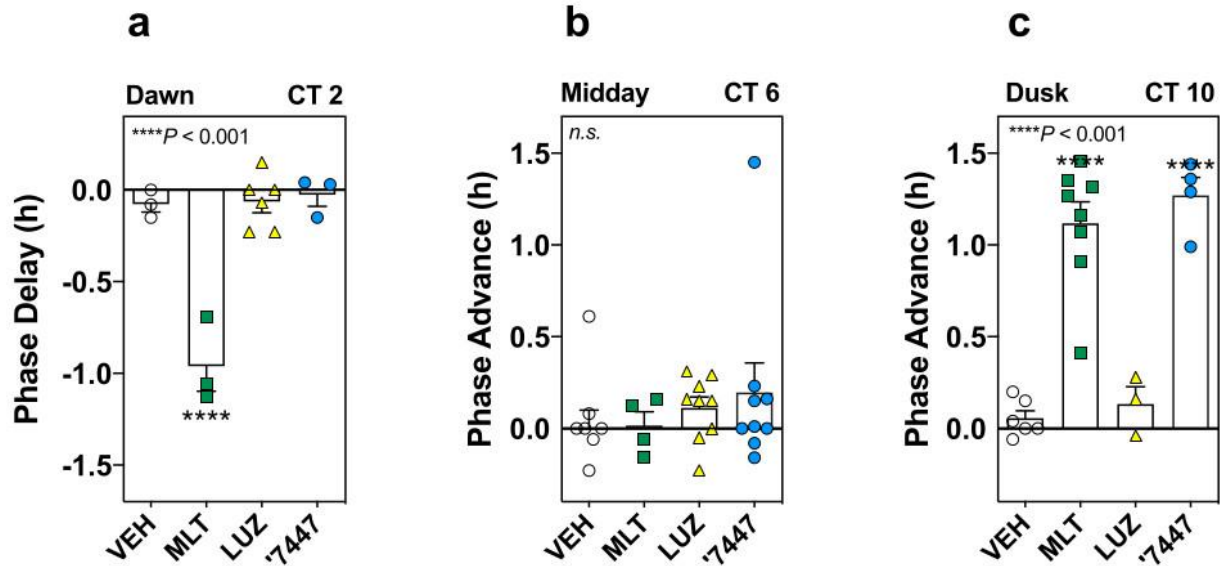 a
Dawn CT 2
****P < 0.001
Phase Delay (h)
0.0
-0.5
-1.0
-1.5
****
VEH MLT LUZ '7447
b
Midday CT 6
n.s.
Phase Advance (h)
1.5
1.0
0.5
0.0
VEH MLT LUZ '7447
c
Dusk CT 10
****P < 0.001
**** ****
Phase Advance (h)
1.5
1.0
0.5
0.0
VEH MLT LUZ '7447